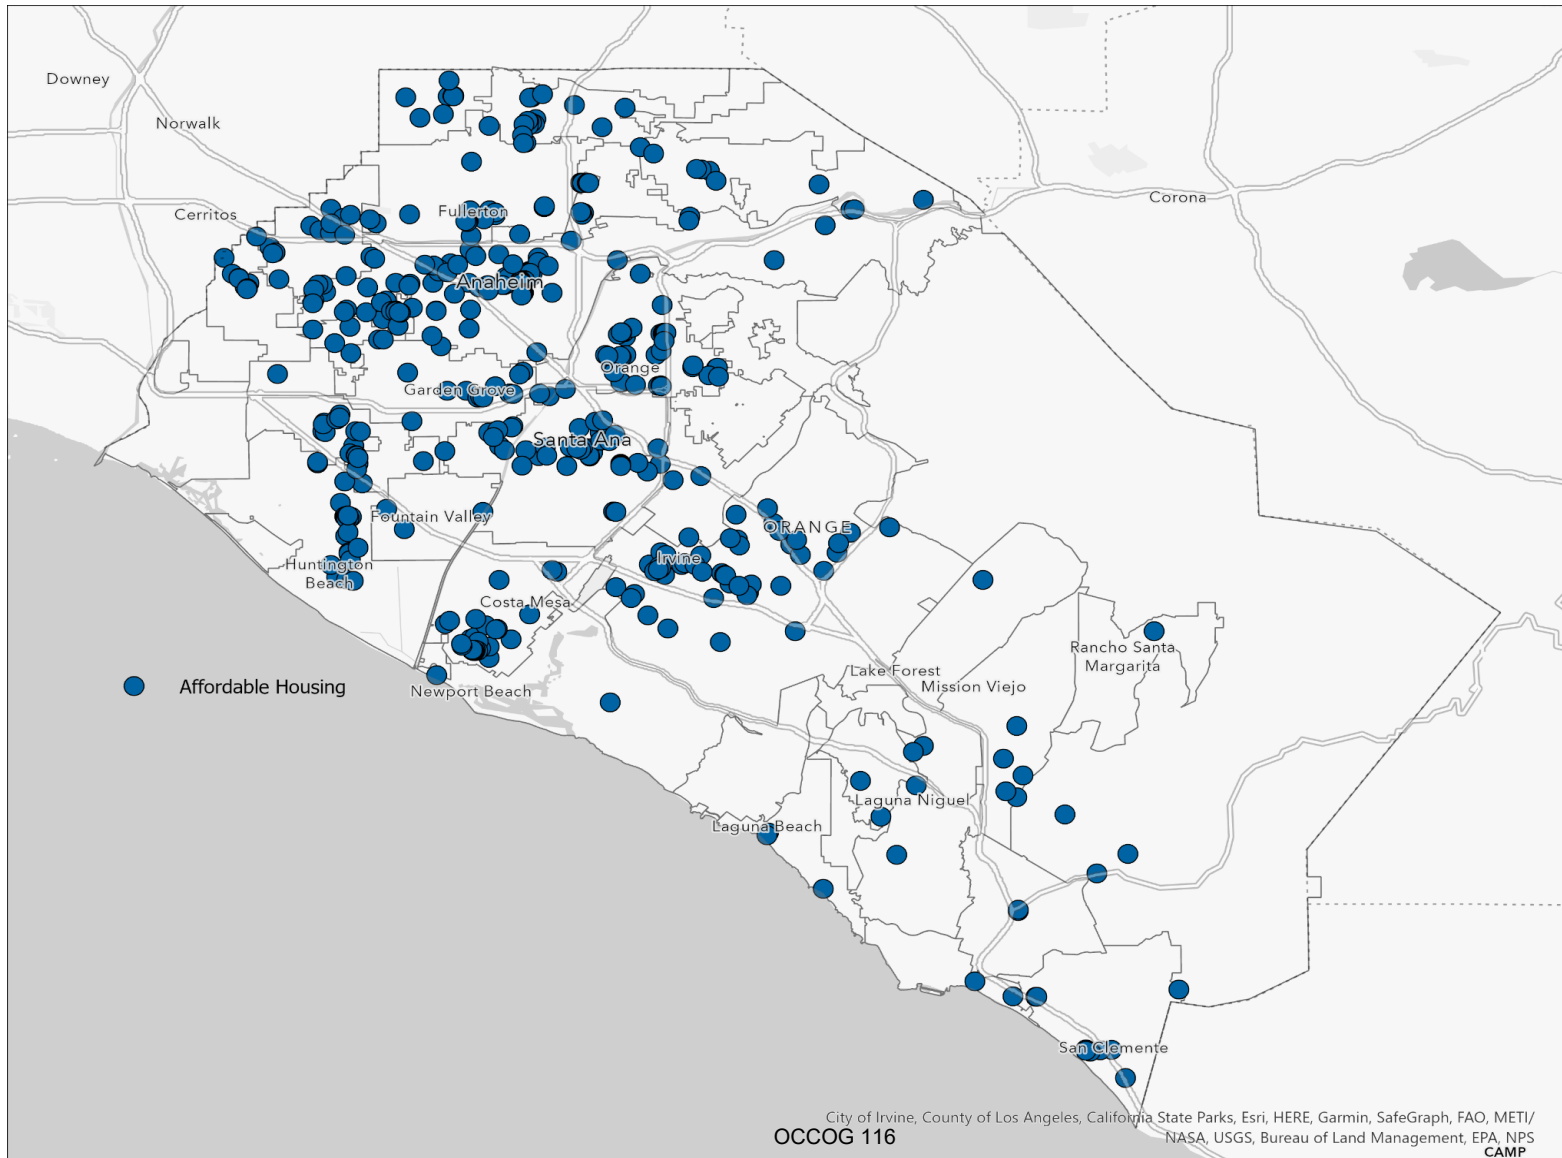 Downey
Norwalk
Corona
Cerritos
Fullerton
Anaheim
Orange
Garden Grove
Santa Ana
Fountain Valley
ORANGE
Irvine
Huntington
Beach
Costa Mesa
Rancho Santa
Margarita
Lake Forest
Mission Viejo
Affordable Housing
Newport Beach
Laguna Niguel
Laguna Beach
San Clemente
City of Irvine, County of Los Angeles, California State Parks, Esri, HERE, Garmin, SafeGraph, FAO, METI/
NASA, USGS, Bureau of Land Management, EPA, NPS
OCCOG 116
CAMP